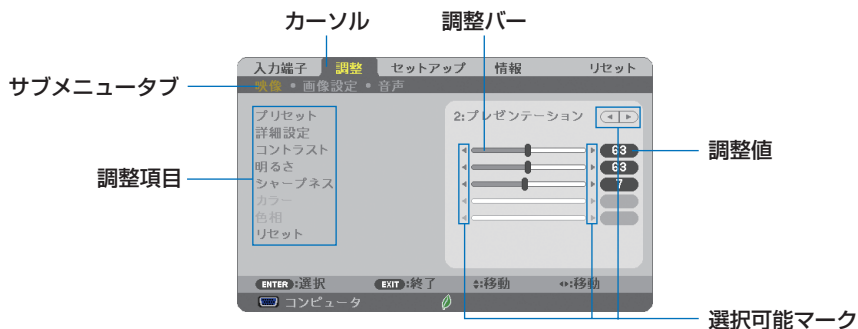 カーソル 調整バー
入力端子 調整 セットアップ 情報 リセット
サブメニュータブ
映像 • 画像設定 • 音声
プリセット 2:プレゼンテーション
詳細設定
コントラスト 63 調整値
明るさ 63
調整項目
シャープネス 7
カラー
色相
リセット
ENTER:選択 EXIT:終了 :移動 :移動
コンピュータ
選択可能マーク